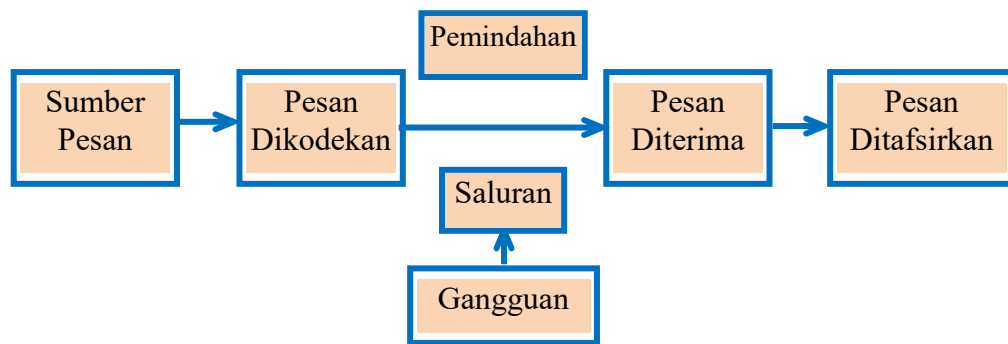 Pemindahan
Sumber
Pesan
Pesan
Dikodekan
Pesan
Diterima
Pesan
Ditafsirkan
Saluran
Gangguan